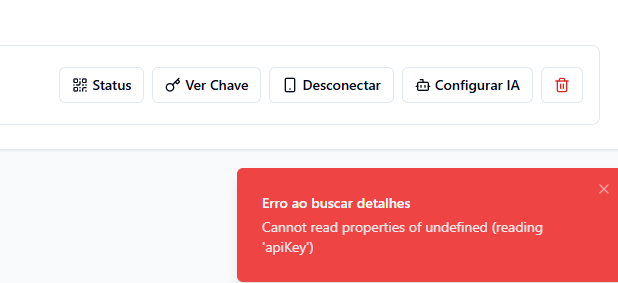 Status
Ver Chave
Desconectar
Configurar IA
Erro ao buscar detalhes
Cannot read properties of undefined (reading
'apiKey')